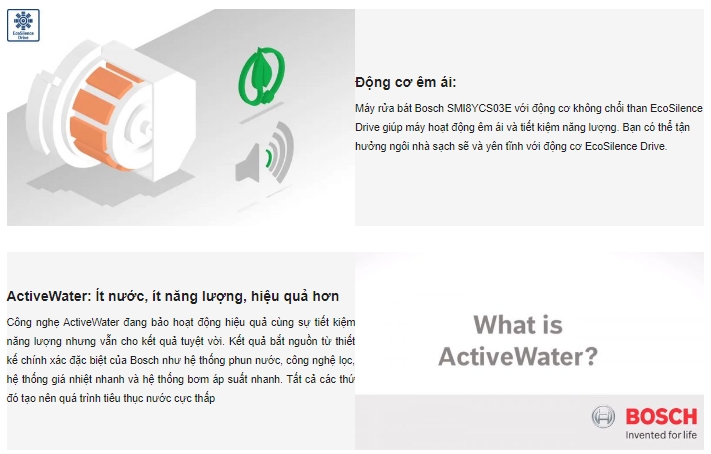 EcoSilence
Drive
Động cơ êm ái:
Máy rửa bát Bosch SMI8YCS03E với động cơ không chổi than EcoSilence
Drive giúp máy hoạt động êm ái và tiết kiệm năng lượng. Bạn có thể tận
hưởng ngôi nhà sạch sẽ và yên tĩnh với động cơ EcoSilence Drive.
ActiveWater: Ít nước, ít năng lượng, hiệu quả hơn
Công nghệ ActiveWater đang bảo hoạt động hiệu quả cùng sự tiết kiệm
năng lượng nhưng vẫn cho kết quả tuyệt vời. Kết quả bắt nguồn từ thiết
kế chính xác đặc biệt của Bosch như hệ thống phun nước, công nghệ lọc,
hệ thống giá nhiệt nhanh và hệ thống bơm áp suất nhanh. Tất cả các thứ
đó tạo nên quá trình tiêu thục nước cực thấp
What is
ActiveWater?
BOSCH
Invented for life